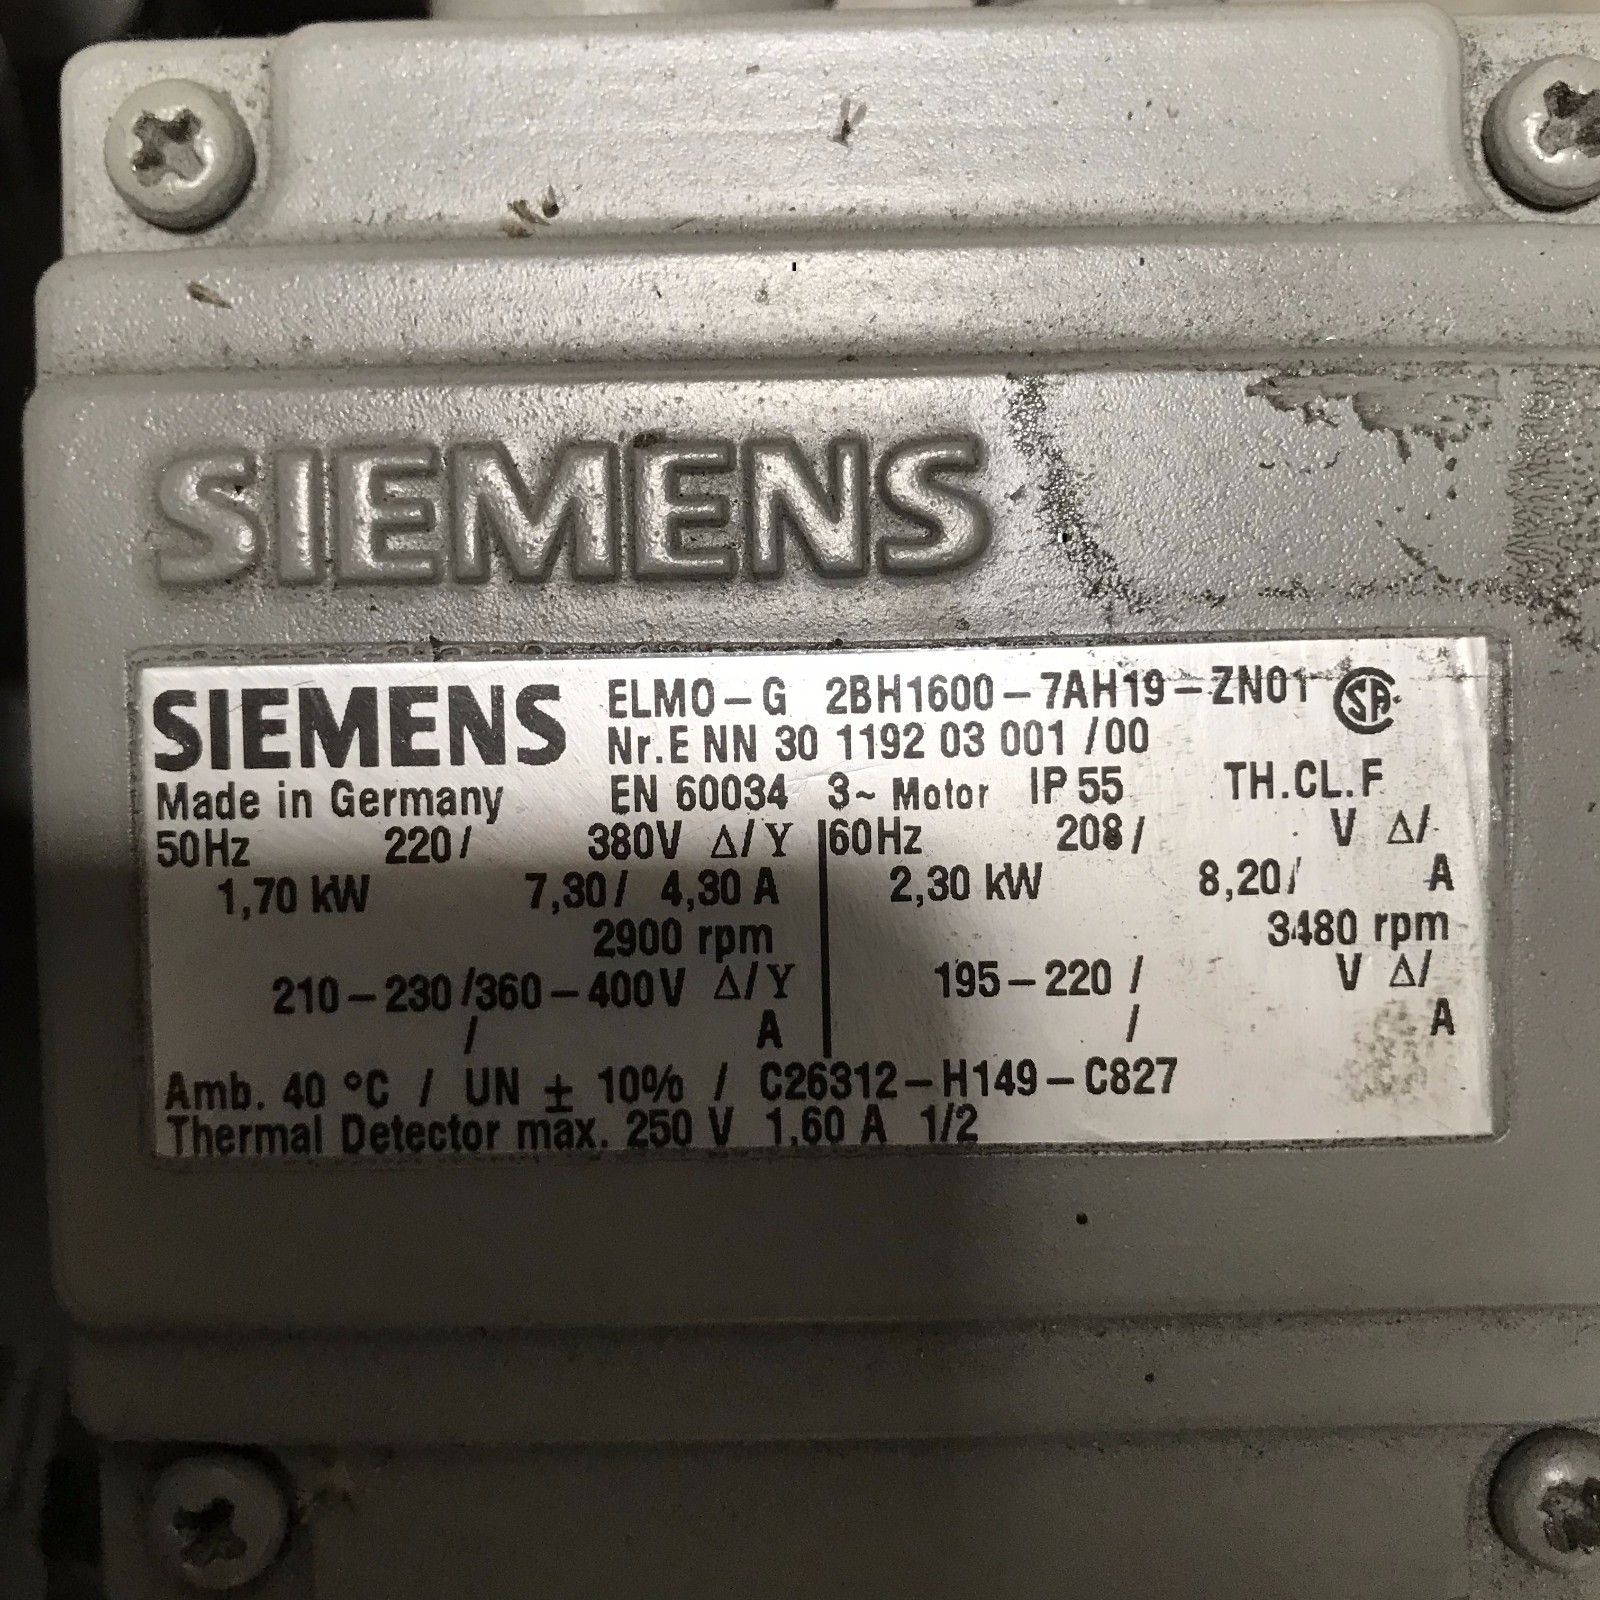 SIEMENS
SIEMENS ELMO-G 2BH1600-7AH19-ZN01 SA
Nr.E NN 30 1192 03 001 /00
Made in Germany EN 60034 3~ Motor IP 55 TH.CL.F
50Hz 220/ 380V Δ/Y 60Hz 208/ V Δ/
1,70 kW 7,30/ 4,30 A 2,30 kW 8,20/ A
2900 rpm 3480 rpm
210-230/360-400V Δ/Y 195-220 / V Δ/
/ A / A
Amb. 40 °C / UN ± 10% / C26312-H149-C827
Thermal Detector max. 250 V 1,60 A 1/2